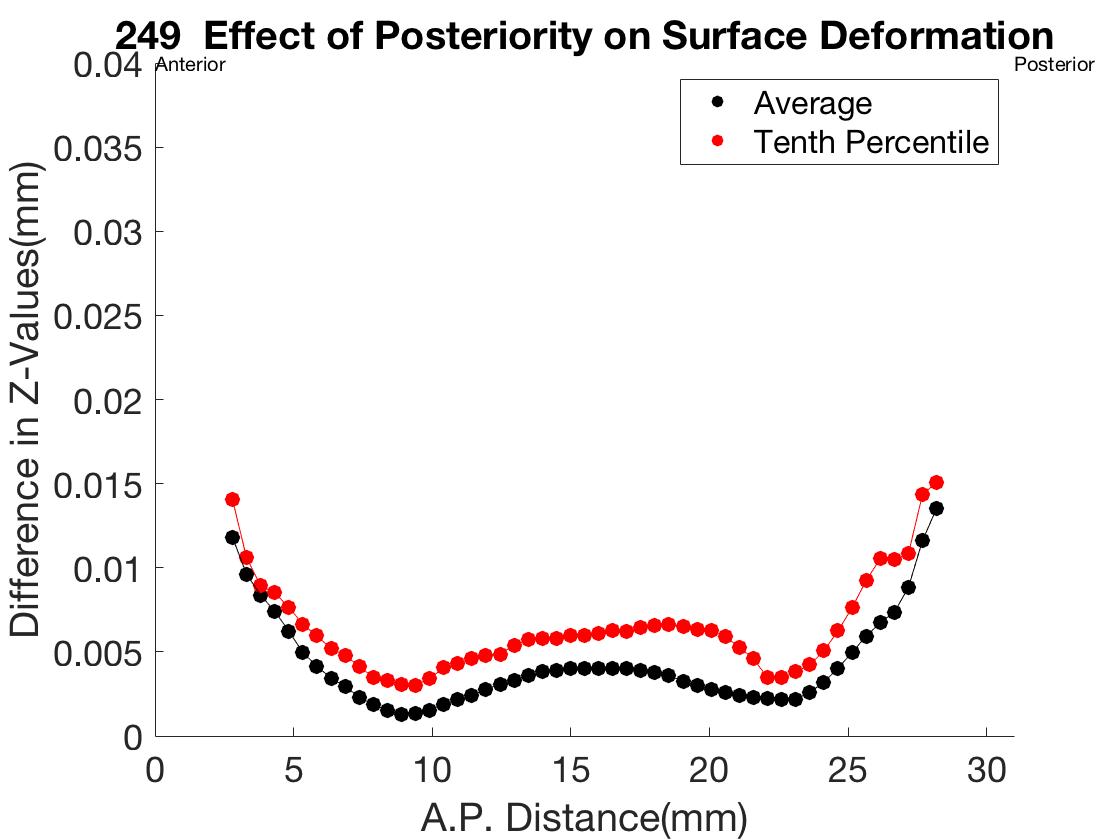 249  Effect of Posteriority on Surface Deformation
Anterior
Posterior
Average
Tenth Percentile
Difference in Z-Values(mm)
0.04
0.035
0.03
0.025
0.02
0.015
0.01
0.005
0
0 5 10 15 20 25 30
A.P. Distance(mm)